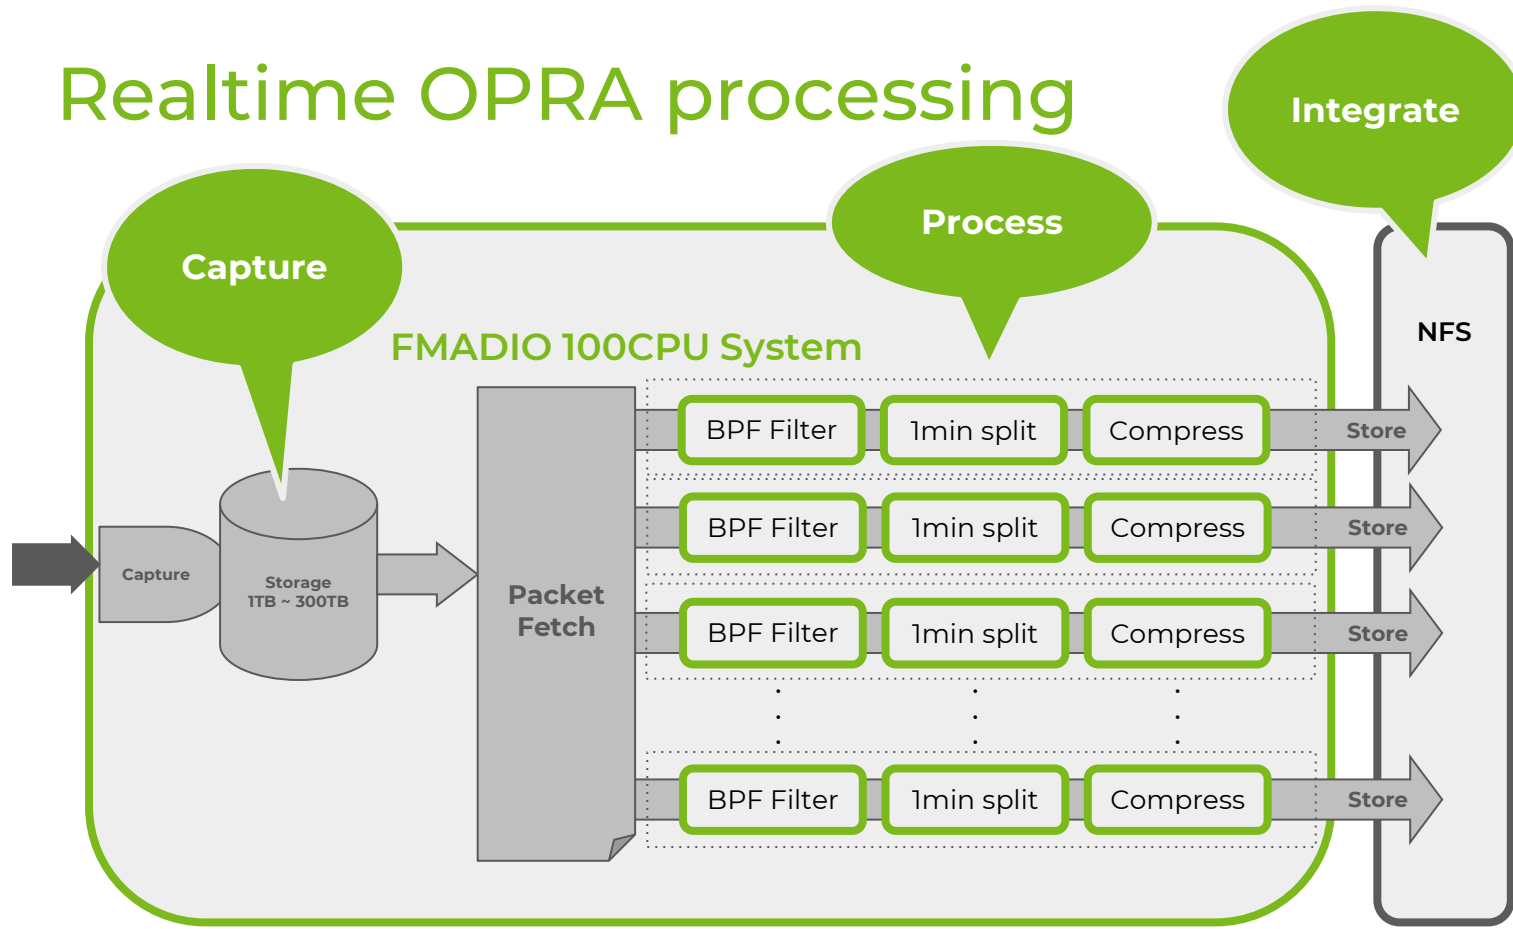 Realtime OPRA processing
Integrate
Process
Capture
FMADIO 100CPU System
NFS
BPF Filter
1min split
Compress
Store
BPF Filter
1min split
Compress
Store
Capture
Storage
1TB ~ 300TB
Packet
Fetch
BPF Filter
1min split
Compress
Store
BPF Filter
1min split
Compress
Store